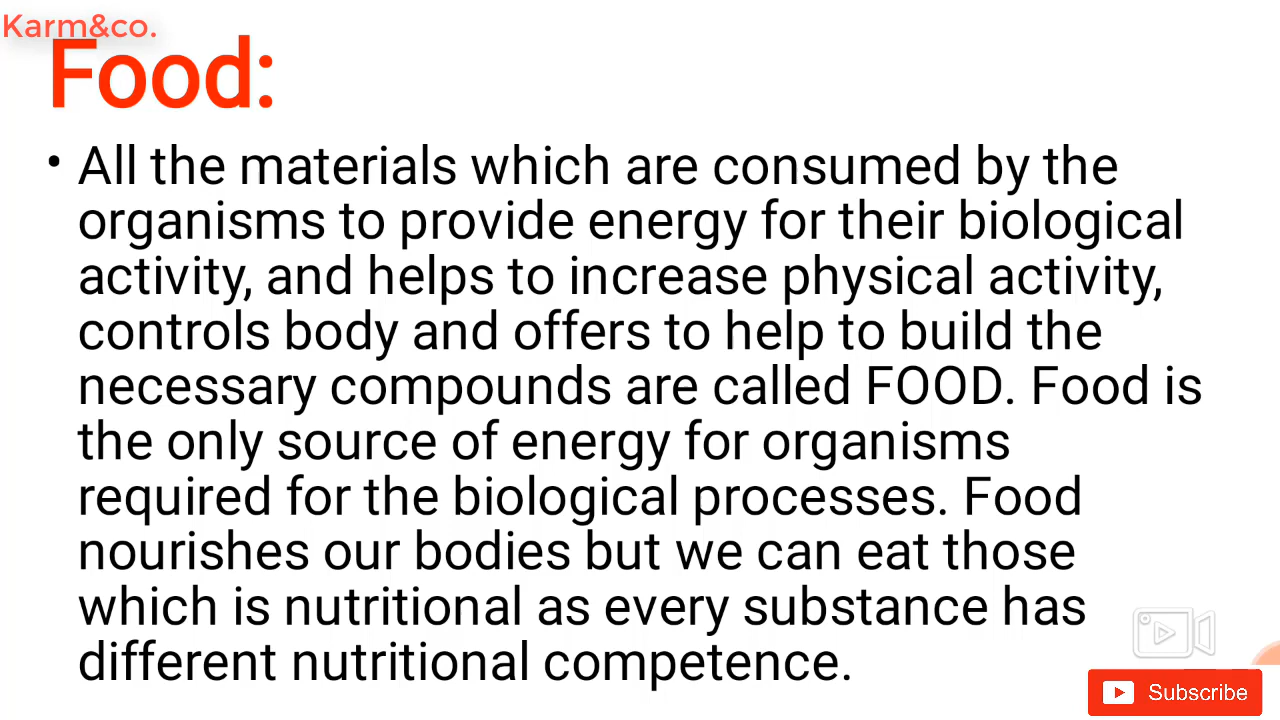 Karm&co.
Food:
• All the materials which are consumed by the
organisms to provide energy for their biological
activity, and helps to increase physical activity,
controls body and offers to help to build the
necessary compounds are called FOOD. Food is
the only source of energy for organisms
required for the biological processes. Food
nourishes our bodies but we can eat those
which is nutritional as every substance has
different nutritional competence.
Subscribe